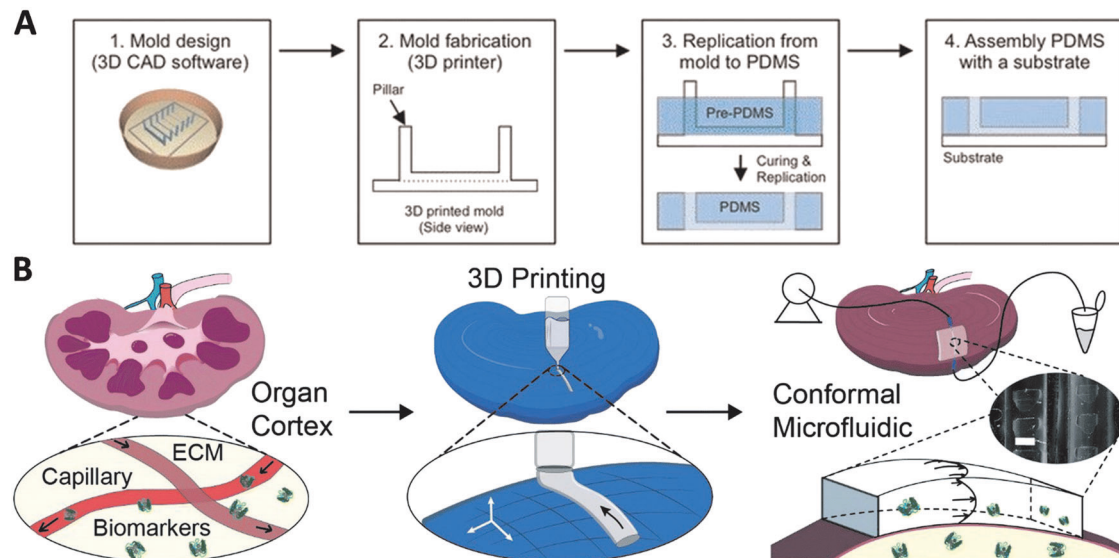 A
1. Mold design
(3D CAD software)
2. Mold fabrication
(3D printer)
Pillar
3D printed mold
(Side view)
3. Replication from
mold to PDMS
Pre-PDMS
Curing &
Replication
PDMS
4. Assembly PDMS
with a substrate
Substrate
B
Organ
Cortex
ECM
Capillary
Biomarkers
3D Printing
Conformal
Microfluidic